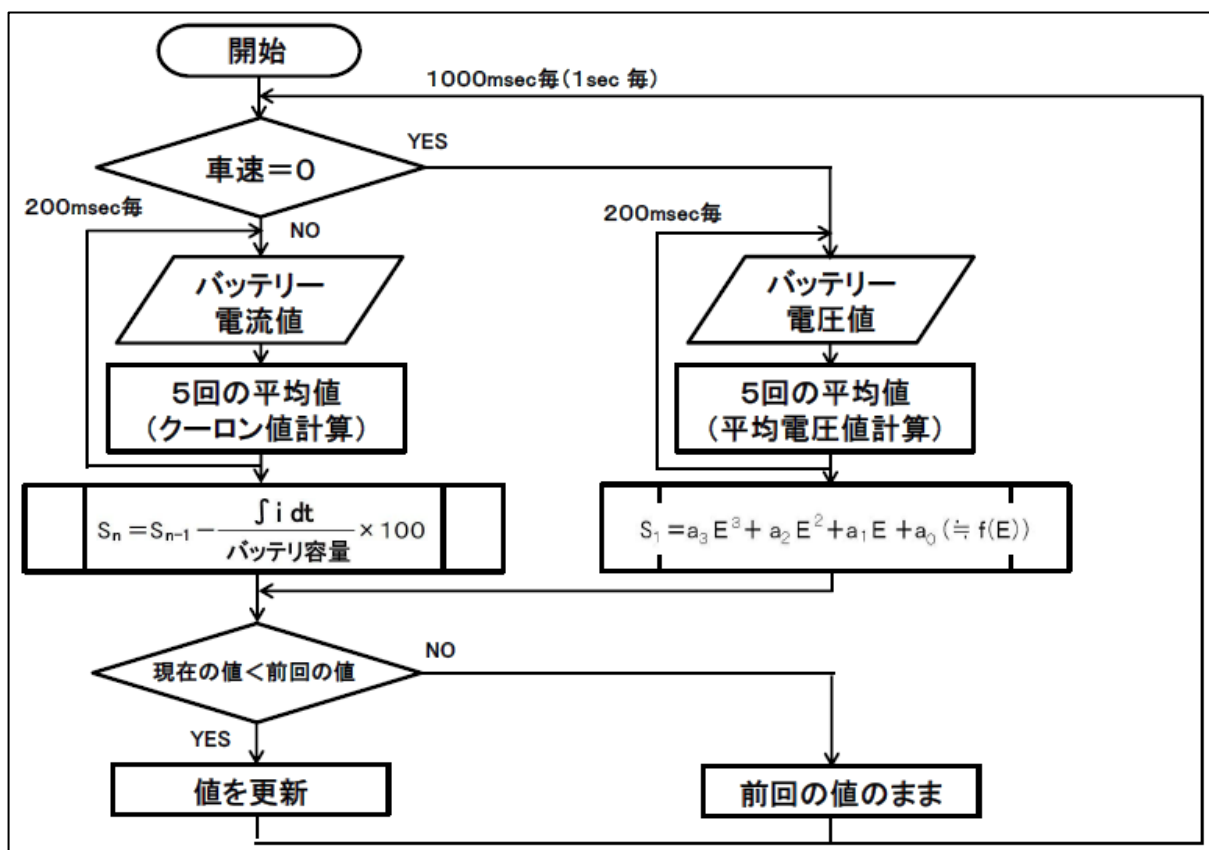 開始
1000msec毎(1sec 毎)
車速=0
YES
200msec毎
NO
200msec毎
バッテリー
電流値
バッテリー
電圧値
5回の平均値
(クーロン値計算)
5回の平均値
(平均電圧値計算)
Sₙ=Sₙ₋₁-∫i dt/バッテリ容量×100
S₁=a₃E³+ a₂E²+a₁E+a₀(≒f(E))
現在の値<前回の値
NO
YES
値を更新
前回の値のまま